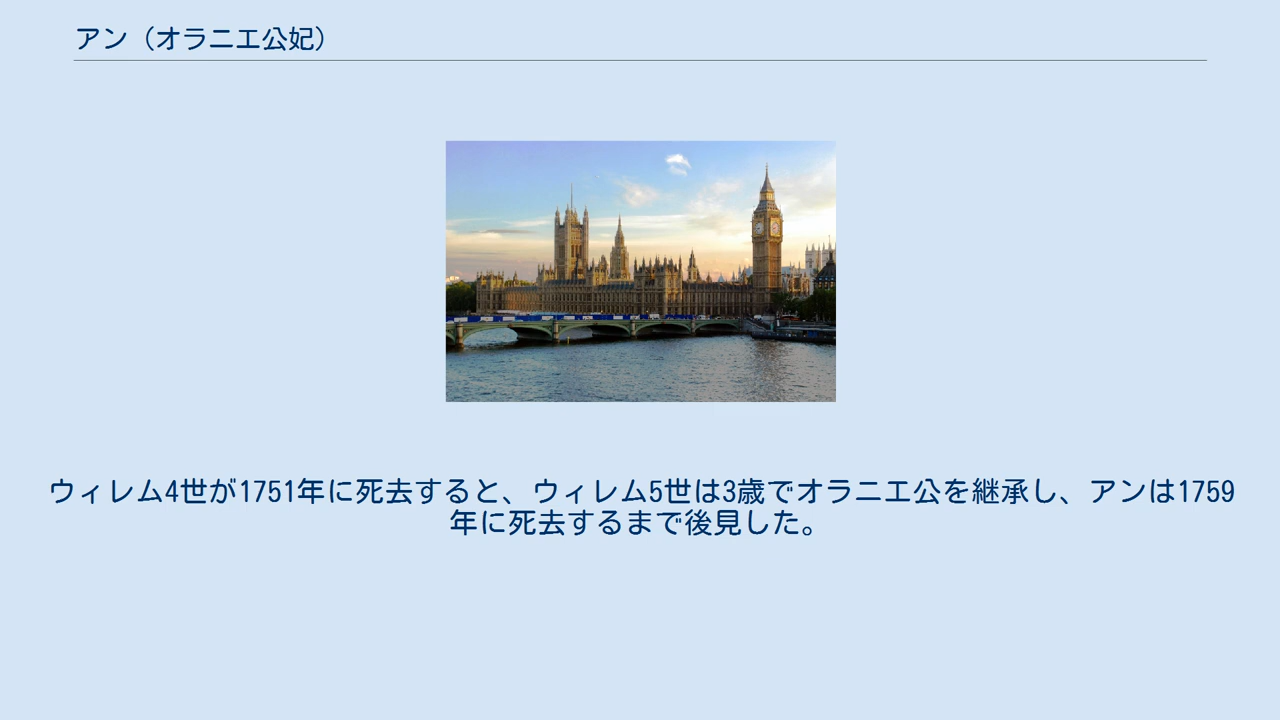 アン（オラニエ公妃）
ウィレム4世が1751年に死去すると、ウィレム5世は3歳でオラニエ公を継承し、アンは1759
年に死去するまで後見した。